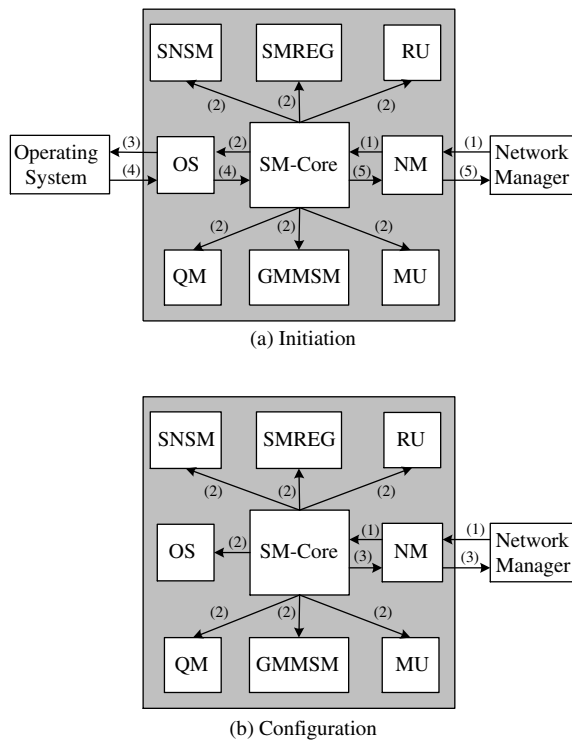 SNSM
SMREG
RU
(2)
(2)
(2)
(3)
(2)
(1)
(1)
Operating
System
OS
SM-Core
NM
Network
Manager
(4)
(4)
(5)
(5)
(2)
(2)
(2)
QM
GMMSM
MU
(a) Initiation
SNSM
SMREG
RU
(2)
(2)
(2)
(2)
(1)
(1)
OS
SM-Core
NM
Network
Manager
(3)
(3)
(2)
(2)
(2)
QM
GMMSM
MU
(b) Configuration